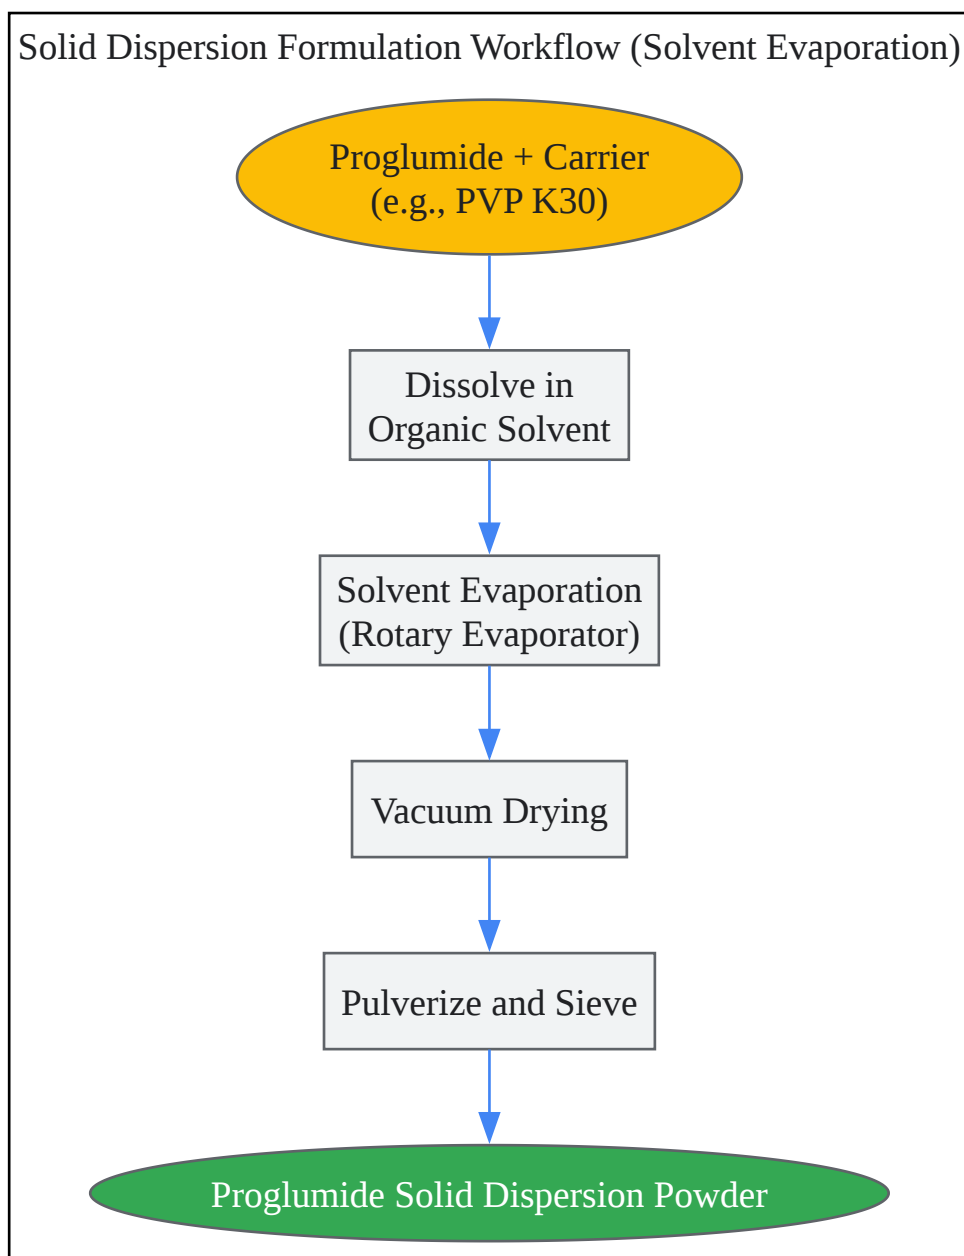 Solid Dispersion Formulation Workflow (Solvent Evaporation)
Proglumide + Carrier
(e.g., PVP K30)
Dissolve in
Organic Solvent
Solvent Evaporation
(Rotary Evaporator)
Vacuum Drying
Pulverize and Sieve
Proglumide Solid Dispersion Powder